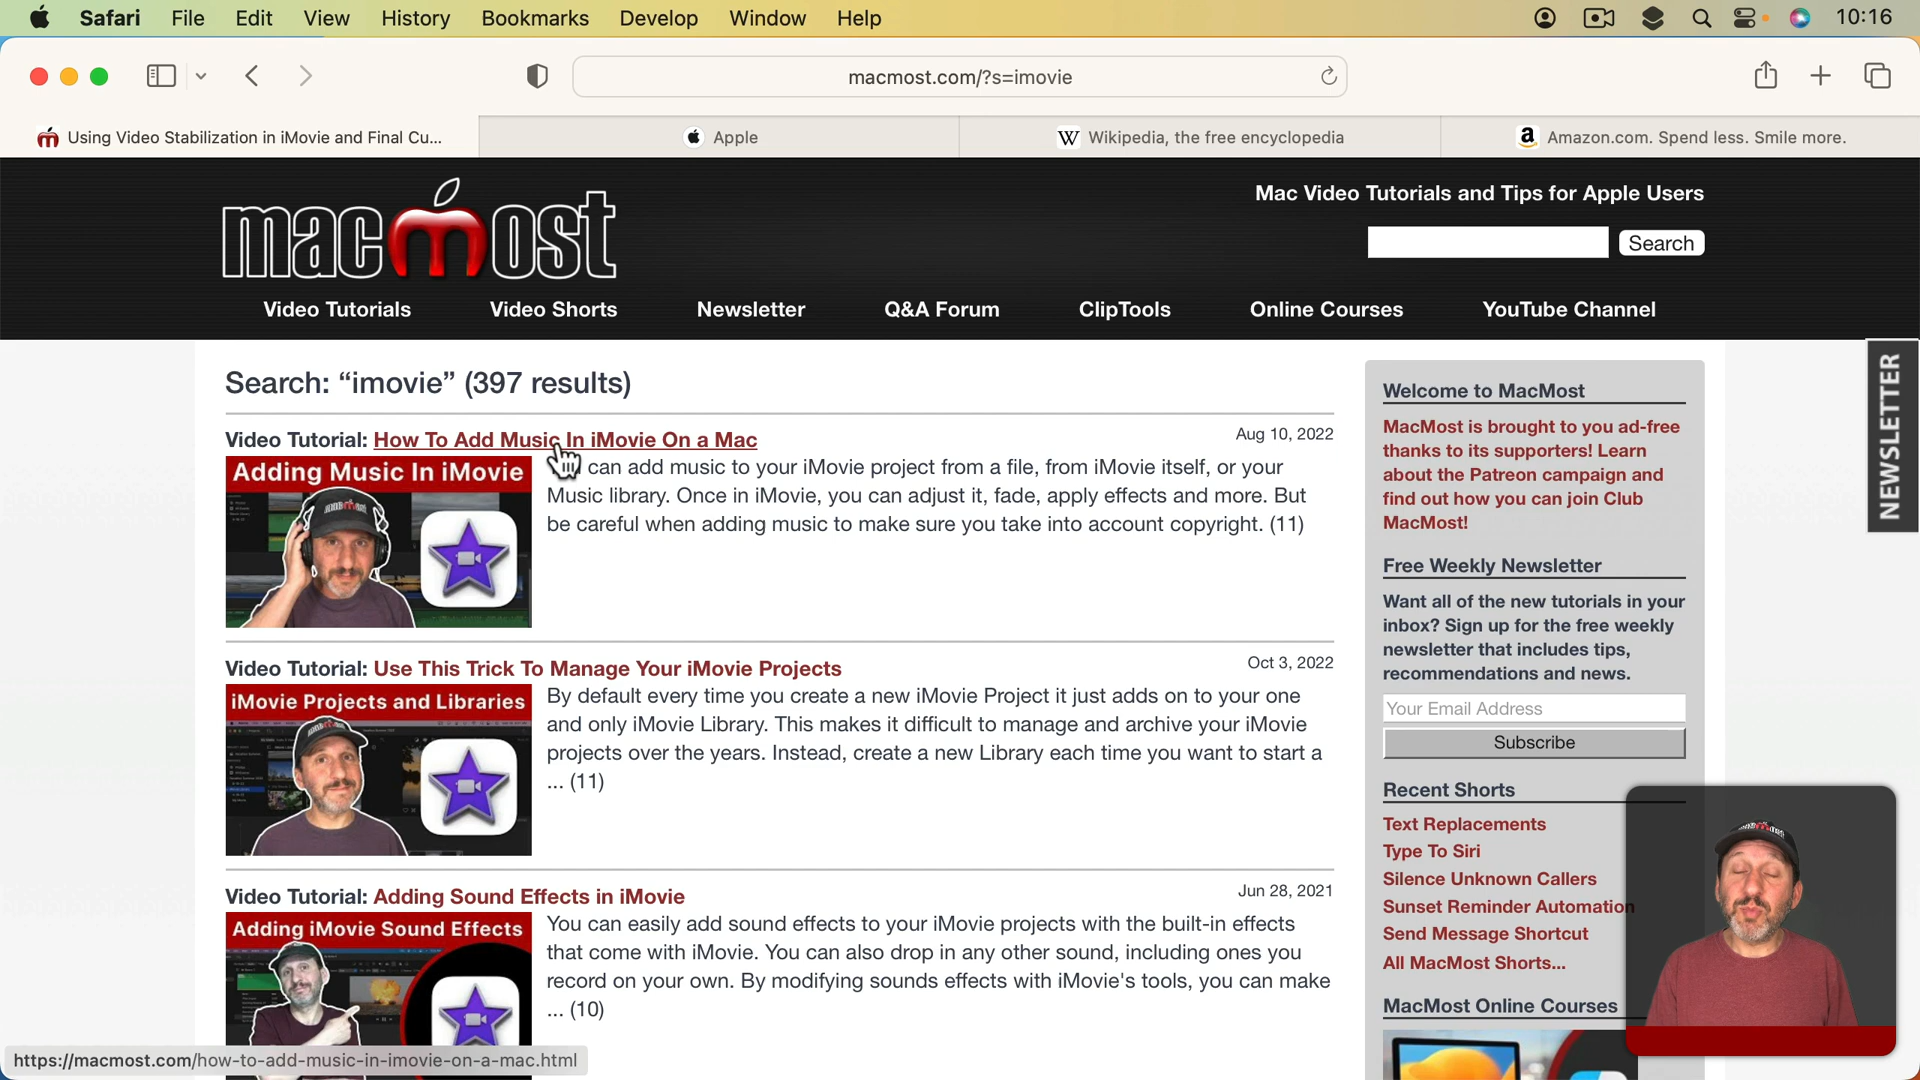 Safari File Edit View History Bookmarks Develop Window Help 10:16
macmost.com/?s=imovie
Using Video Stabilization in iMovie and Final Cu...
Apple
Wikipedia, the free encyclopedia
Amazon.com. Spend less. Smile more.
macmost
Mac Video Tutorials and Tips for Apple Users
Search
Video Tutorials Video Shorts Newsletter Q&A Forum ClipTools Online Courses YouTube Channel
NEWSLETTER
Search: “imovie” (397 results)
Video Tutorial: How To Add Music In iMovie On a Mac
Aug 10, 2022
Adding Music In iMovie
can add music to your iMovie project from a file, from iMovie itself, or your
Music library. Once in iMovie, you can adjust it, fade, apply effects and more. But
be careful when adding music to make sure you take into account copyright. (11)
Video Tutorial: Use This Trick To Manage Your iMovie Projects
Oct 3, 2022
iMovie Projects and Libraries
By default every time you create a new iMovie Project it just adds on to your one
and only iMovie Library. This makes it difficult to manage and archive your iMovie
projects over the years. Instead, create a new Library each time you want to start a
... (11)
Video Tutorial: Adding Sound Effects in iMovie
Jun 28, 2021
Adding iMovie Sound Effects
You can easily add sound effects to your iMovie projects with the built-in effects
that come with iMovie. You can also drop in any other sound, including ones you
record on your own. By modifying sounds effects with iMovie's tools, you can make
... (10)
Welcome to MacMost
MacMost is brought to you ad-free
thanks to its supporters! Learn
about the Patreon campaign and
find out how you can join Club
MacMost!
Free Weekly Newsletter
Want all of the new tutorials in your
inbox? Sign up for the free weekly
newsletter that includes tips,
recommendations and news.
Your Email Address
Subscribe
Recent Shorts
Text Replacements
Type To Siri
Silence Unknown Callers
Sunset Reminder Automation
Send Message Shortcut
All MacMost Shorts...
MacMost Online Courses
https://macmost.com/how-to-add-music-in-imovie-on-a-mac.html